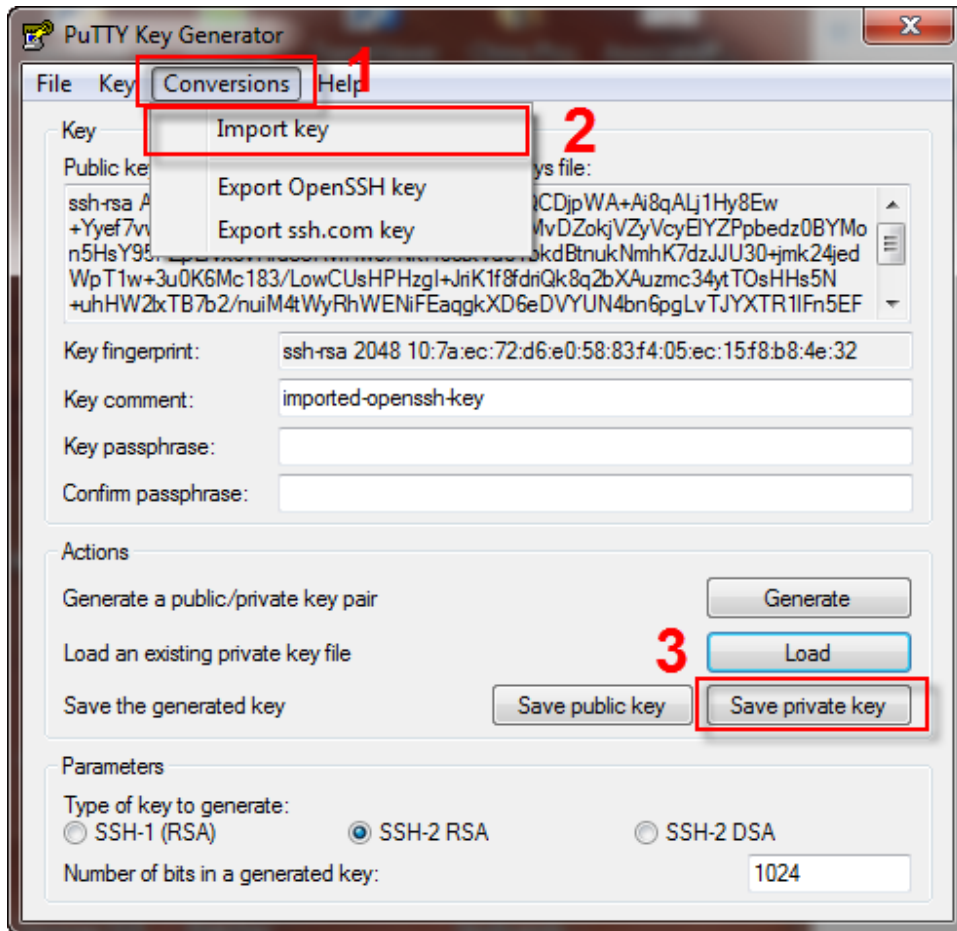 PuTTY Key Generator
File Key Conversions Help
1
Import key
2
Export OpenSSH key
Export ssh.com key
Key
Public key
ys file:
ssh-rsa A CDjpWA+Ai8qALj1Hy8Ew
MvDZokjVZyVcyElYZPpbedz0BYMo
kdBtnukNmhK7dzJJU30+jmk24jed
WpT1w+3u0K6Mc183/LowCUsHPHzgI+JriK1f8fdriQk8q2bXAuzmc34ytTOsHHs5N
+uhHW2lxTB7b2/nuiM4tWyRhWENiFEaqgkXD6eDVYUN4bn6pgLvTJYXTR1lFn5EF
Key fingerprint: ssh-rsa 2048 10:7a:ec:72:d6:e0:58:83:f4:05:ec:15:f8:b8:4e:32
Key comment: imported-openssh-key
Key passphrase:
Confirm passphrase:
Actions
Generate a public/private key pair Generate
Load an existing private key file 3 Load
Save the generated key Save public key Save private key
Parameters
Type of key to generate:
SSH-1 (RSA) SSH-2 RSA SSH-2 DSA
Number of bits in a generated key: 1024